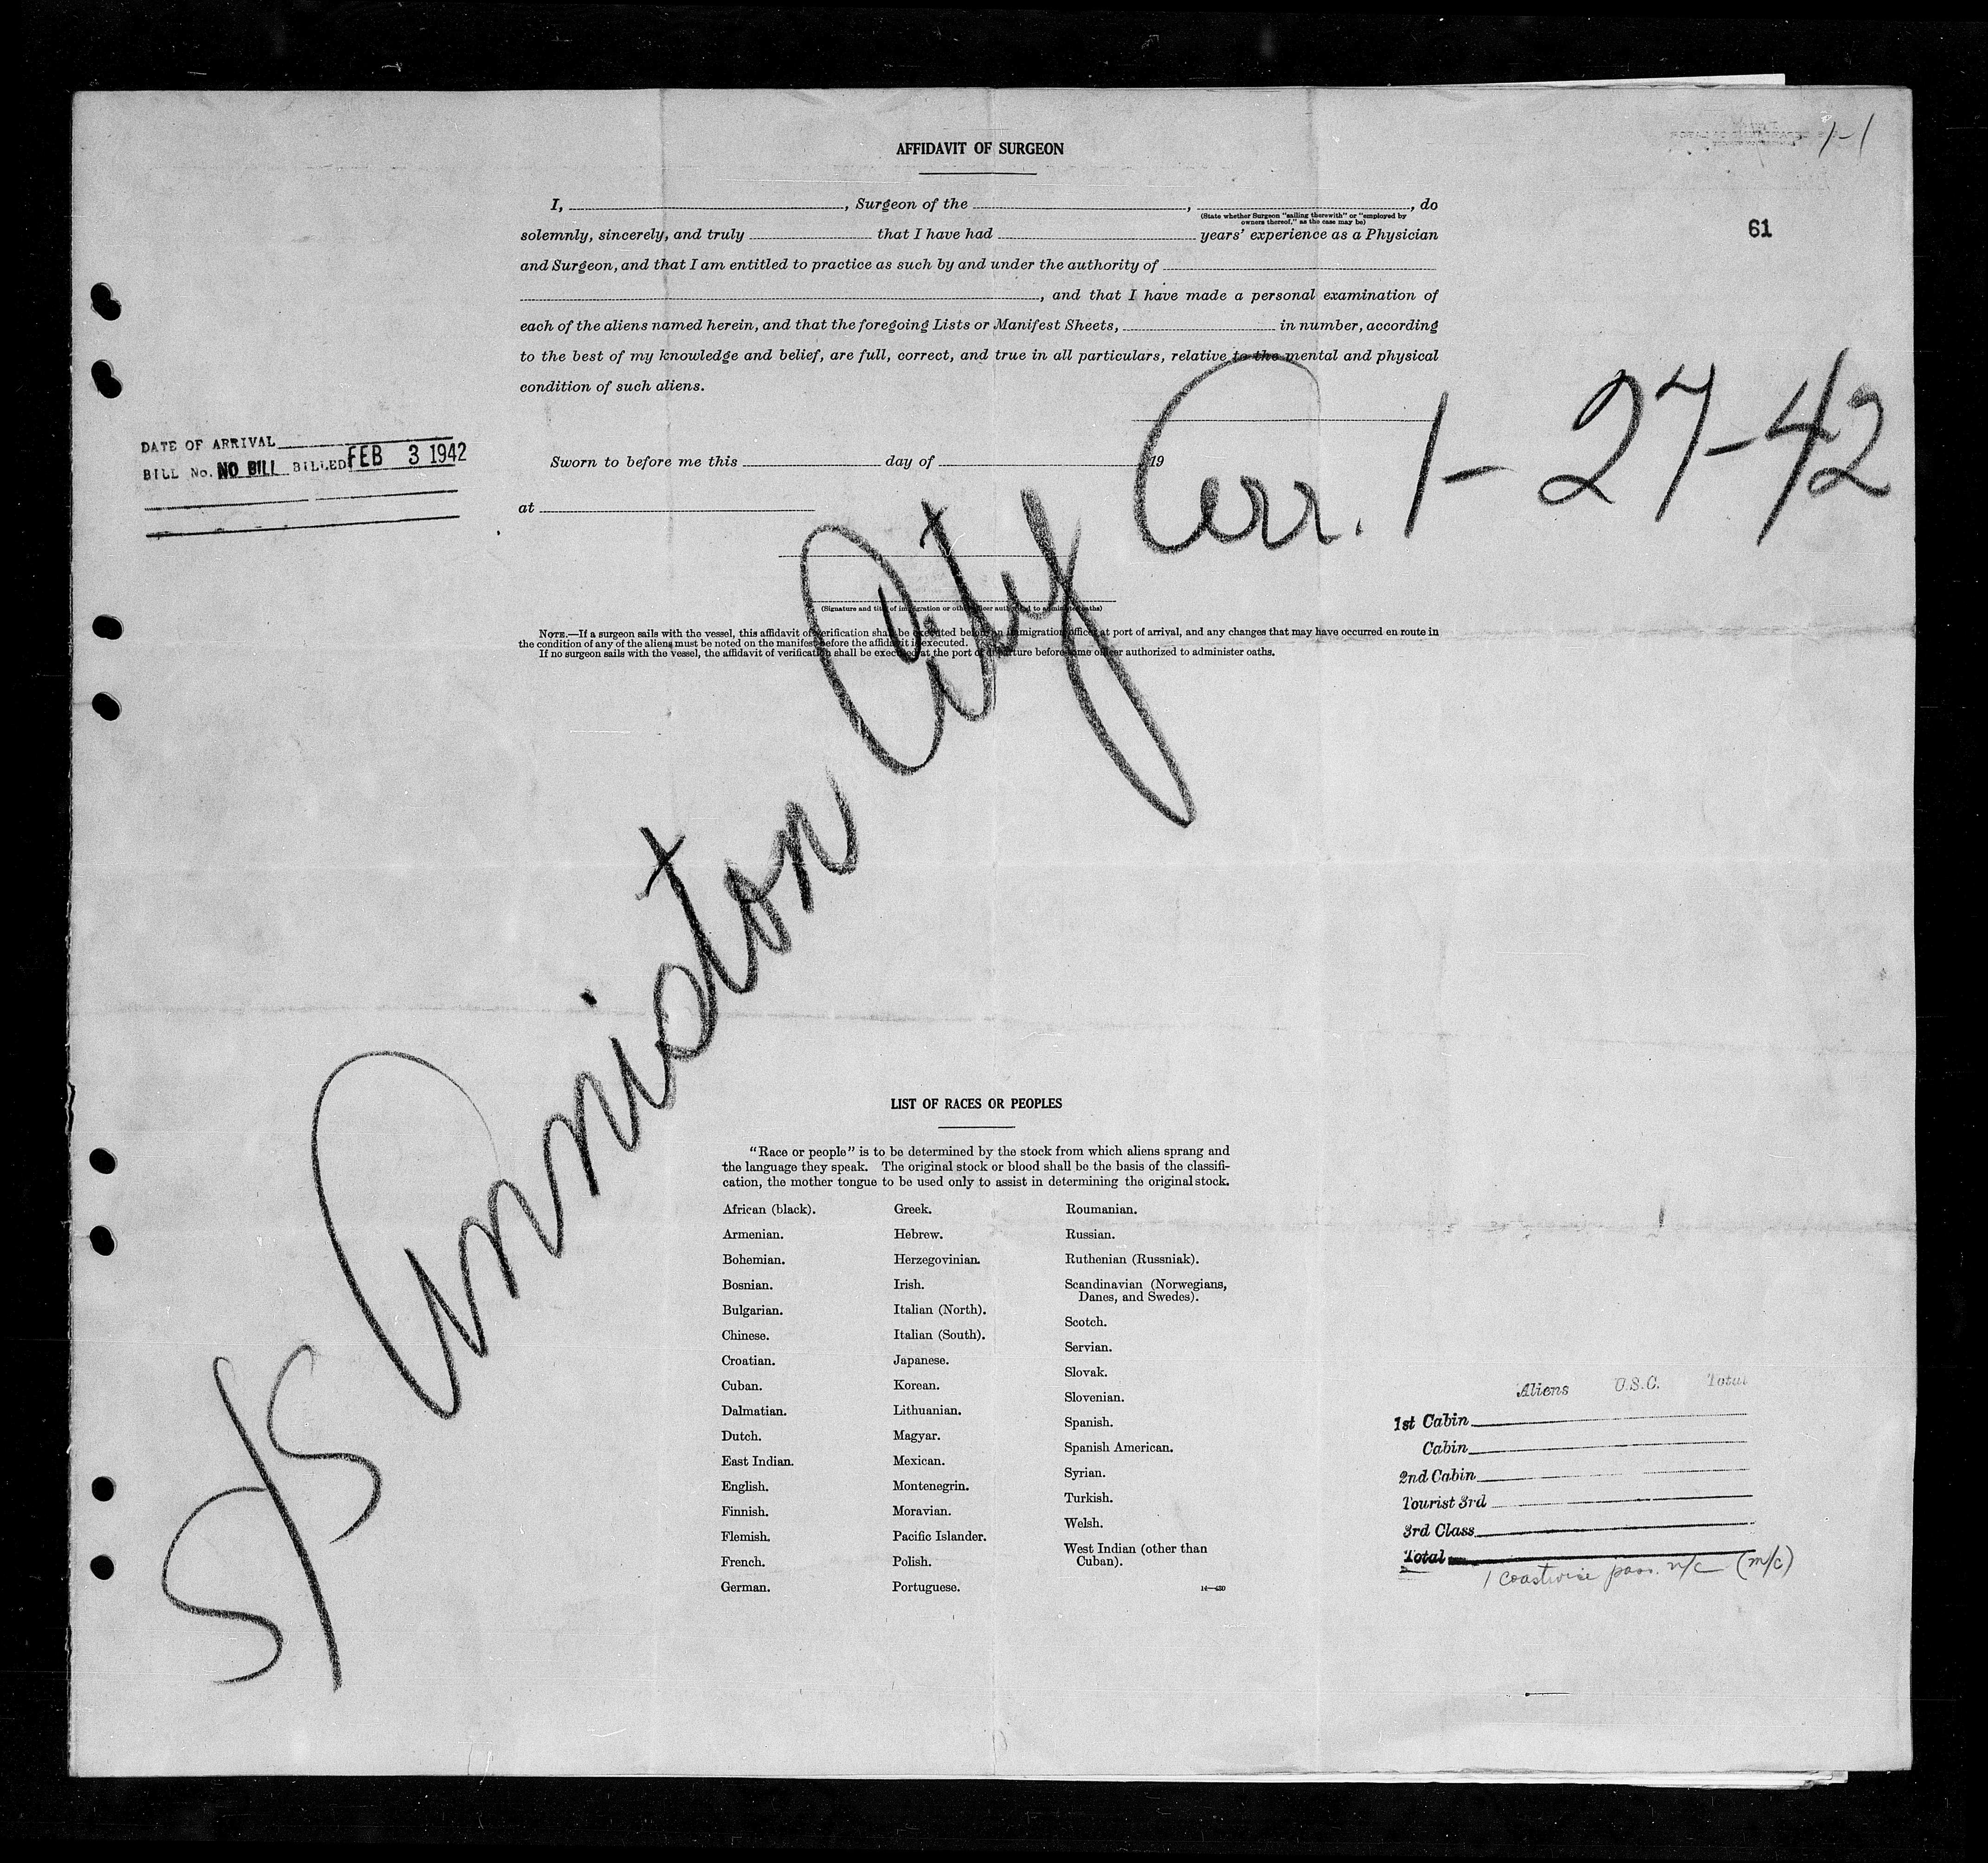 AFFIDAVIT OF SURGEON
1-1
61
I, , Surgeon of the , , do
(State whether Surgeon "sailing therewith" or "employed by
owners thereof," as the case may be)
solemnly, sincerely, and truly that I have had years' experience as a Physician
and Surgeon, and that I am entitled to practice as such by and under the authority of
, and that I have made a personal examination of
each of the aliens named herein, and that the foregoing Lists or Manifest Sheets, in number, according
to the best of my knowledge and belief, are full, correct, and true in all particulars, relative to the mental and physical
condition of such aliens.
Arr. 1-27-42
DATE OF ARRIVAL
BILL No. NO BILL BILLED FEB 3 1942
Sworn to before me this day of 19
at
(Signature and title of immigration or other officer authorized to administer oaths)
NOTE.—If a surgeon sails with the vessel, this affidavit of verification shall be executed before an immigration officer at port of arrival, and any changes that may have occurred en route in
the condition of any of the aliens must be noted on the manifest before the affidavit is executed.
If no surgeon sails with the vessel, the affidavit of verification shall be executed at the port of departure before some officer authorized to administer oaths.
S/S Anniston City
LIST OF RACES OR PEOPLES
"Race or people" is to be determined by the stock from which aliens sprang and
the language they speak. The original stock or blood shall be the basis of the classifi-
cation, the mother tongue to be used only to assist in determining the original stock.
African (black).
Armenian.
Bohemian.
Bosnian.
Bulgarian.
Chinese.
Croatian.
Cuban.
Dalmatian.
Dutch.
East Indian.
English.
Finnish.
Flemish.
French.
German.
Greek.
Hebrew.
Herzegovinian.
Irish.
Italian (North).
Italian (South).
Japanese.
Korean.
Lithuanian.
Magyar.
Mexican.
Montenegrin.
Moravian.
Pacific Islander.
Polish.
Portuguese.
Roumanian.
Russian.
Ruthenian (Russniak).
Scandinavian (Norwegians,
Danes, and Swedes).
Scotch.
Servian.
Slovak.
Slovenian.
Spanish.
Spanish American.
Syrian.
Turkish.
Welsh.
West Indian (other than
Cuban).
14—430
Aliens U.S.C. Total
1st Cabin
Cabin
2nd Cabin
Tourist 3rd
3rd Class
Total
1 coastwise pass. n/c (m/c)